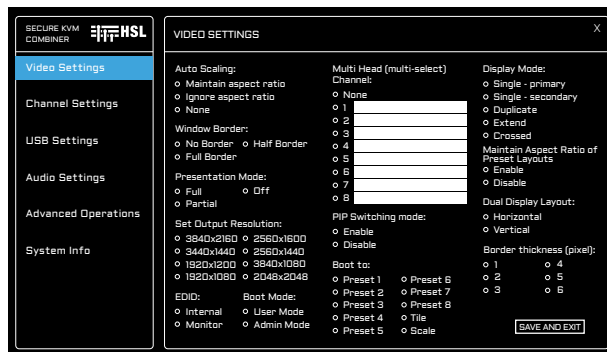 SECURE KVM
COMBINER
HSL
Video Settings
Channel Settings
USB Settings
Audio Settings
Advanced Operations
System Info
VIDEO SETTINGS
X
Auto Scaling:
Maintain aspect ratio
Ignore aspect ratio
None
Window Border:
No Border Half Border
Full Border
Presentation Mode:
Full Off
Partial
Set Output Resolution:
3840x2160 2560x1600
3440x1440 2560x1440
1920x1200 3840x1080
1920x1080 2048x2048
EDID: Boot Mode:
Internal User Mode
Monitor Admin Mode
Multi Head (multi-select)
Channel:
None
1
2
3
4
5
6
7
8
PIP Switching mode:
Enable
Disable
Boot to:
Preset 1 Preset 6
Preset 2 Preset 7
Preset 3 Preset 8
Preset 4 Tile
Preset 5 Scale
Display Mode:
Single - primary
Single - secondary
Duplicate
Extend
Crossed
Maintain Aspect Ratio of
Preset Layouts
Enable
Disable
Dual Display Layout:
Horizontal
Vertical
Border thickness (pixel):
1 4
2 5
3 6
SAVE AND EXIT